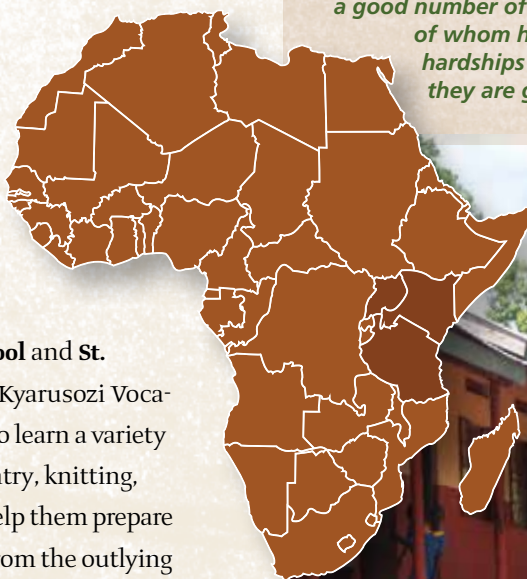 a good number of
of whom h
hardships
they are g
ool and St.
Kyarusozi Voca-
o learn a variety
ntry, knitting,
elp them prepare
rom the outlying